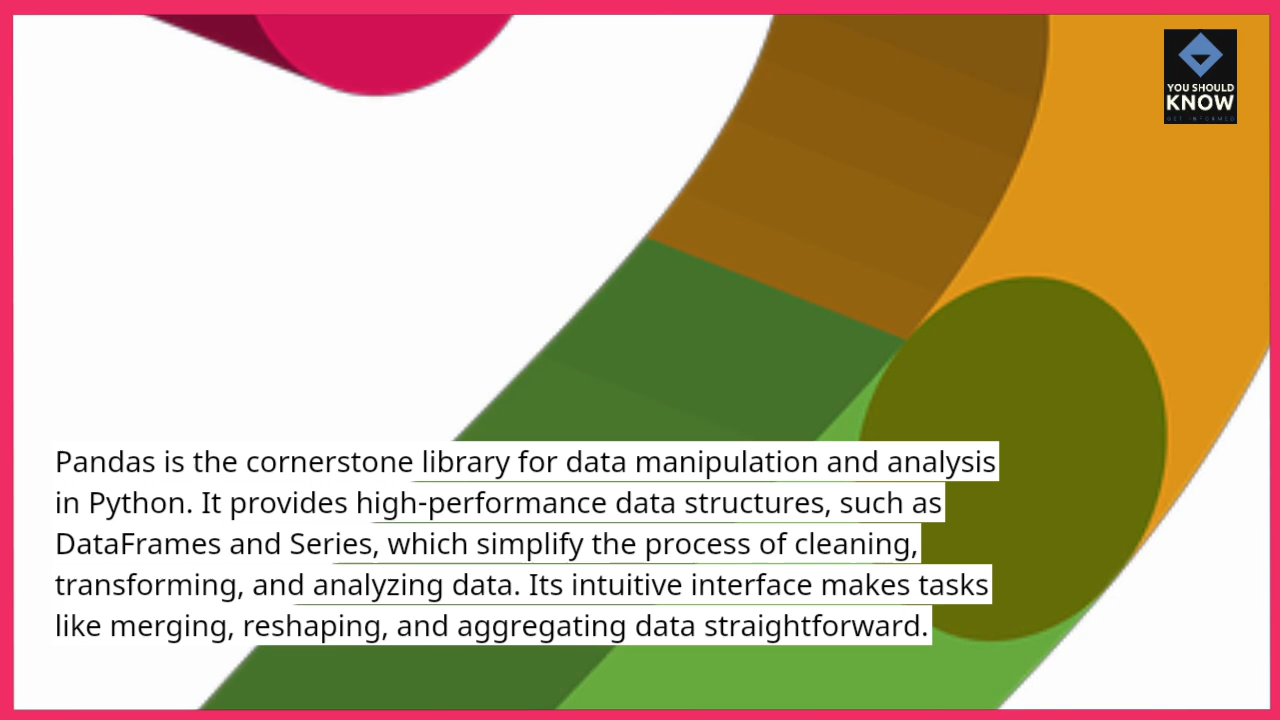 YOU SHOULD
KNOW
GET INFORMED
Pandas is the cornerstone library for data manipulation and analysis
in Python. It provides high-performance data structures, such as
DataFrames and Series, which simplify the process of cleaning,
transforming, and analyzing data. Its intuitive interface makes tasks
like merging, reshaping, and aggregating data straightforward.